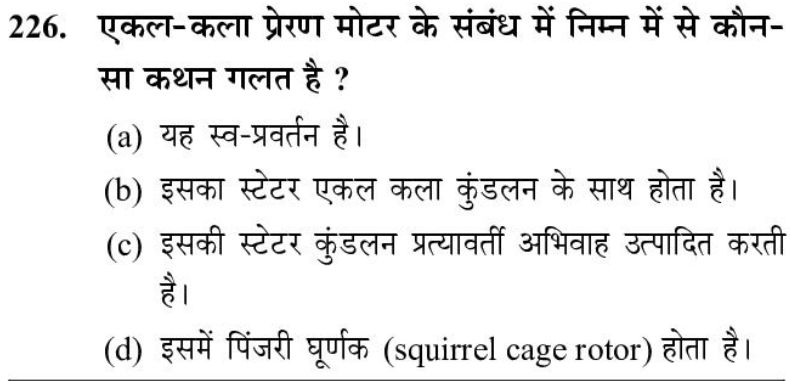 226. एकल-कला प्रेरण मोटर के संबंध में निम्न में से कौन-
सा कथन गलत है ?
(a) यह स्व-प्रवर्तन है।
(b) इसका स्टेटर एकल कला कुंडलन के साथ होता है।
(c) इसकी स्टेटर कुंडलन प्रत्यावर्ती अभिवाह उत्पादित करती
है।
(d) इसमें पिंजरी घूर्णक (squirrel cage rotor) होता है।